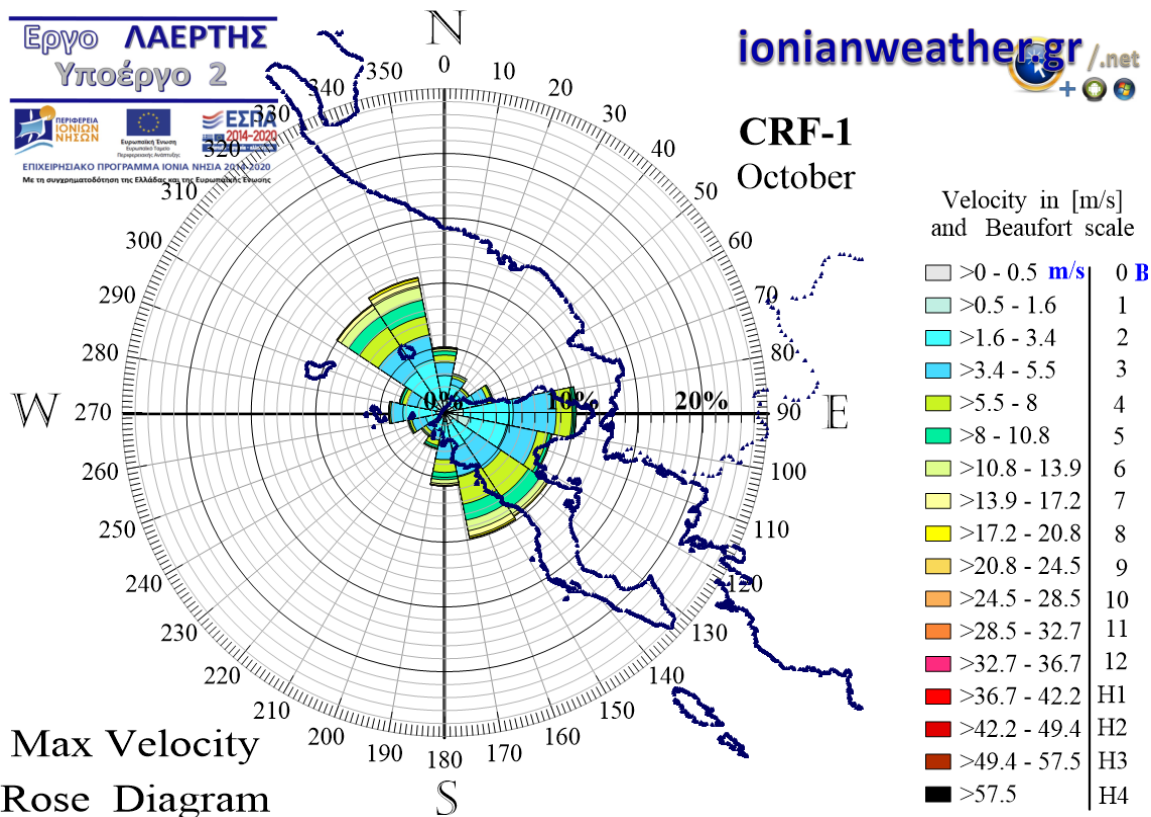 Εργο ΛΑΕΡΤΗΣ
Υποέργο 2
ΠΕΡΙΦΕΡΕΙΑ
ΙΟΝΙΩΝ
ΝΗΣΩΝ
Ευρωπαϊκή Ένωση
Ευρωπαϊκό Ταμείο
Περιφερειακής Ανάπτυξης
ΕΣΠΑ
2014-2020
ΕΠΙΧΕΙΡΗΣΙΑΚΟ ΠΡΟΓΡΑΜΜΑ ΙΟΝΙΑ ΝΗΣΙΑ 2014-2020
Με τη συγχρηματοδότηση της Ελλάδας και της Ευρωπαϊκής Ένωσης
ionianweather.gr/.net
CRF-1
October
N
0
10
20
30
40
50
60
70
80
90
E
100
110
120
130
140
150
160
170
180
S
190
200
210
220
230
240
250
260
270
W
280
290
300
310
320
330
340
350
0%
10%
20%
Velocity in [m/s]
and Beaufort scale
>0 - 0.5 m/s 0 B
>0.5 - 1.6 1
>1.6 - 3.4 2
>3.4 - 5.5 3
>5.5 - 8 4
>8 - 10.8 5
>10.8 - 13.9 6
>13.9 - 17.2 7
>17.2 - 20.8 8
>20.8 - 24.5 9
>24.5 - 28.5 10
>28.5 - 32.7 11
>32.7 - 36.7 12
>36.7 - 42.2 H1
>42.2 - 49.4 H2
>49.4 - 57.5 H3
>57.5 H4
Max Velocity
Rose Diagram